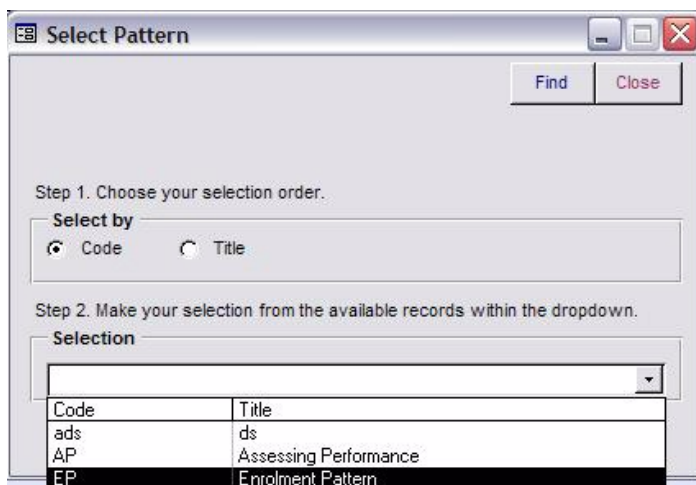 Select Pattern
Find Close
Step 1. Choose your selection order.
Select by
Code Title
Step 2. Make your selection from the available records within the dropdown.
Selection
Code Title
ads ds
AP Assessing Performance
EP Enrolment Pattern